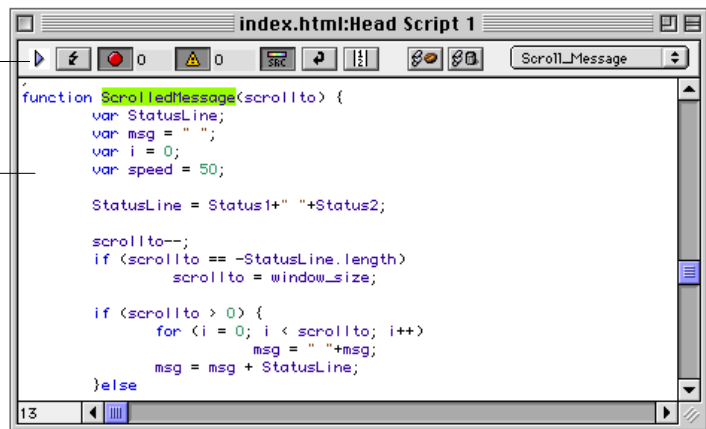 index.html:Head Script 1
0 0 SRC Scroll_Message
function ScrolledMessage(scrollto) {
var StatusLine;
var msg = " ";
var i = 0;
var speed = 50;
StatusLine = Status1+" "+Status2;
scrollto--;
if (scrollto == -StatusLine.length)
scrollto = window_size;
if (scrollto > 0) {
for (i = 0; i < scrollto; i++)
msg = " "+msg;
msg = msg + StatusLine;
}else
13